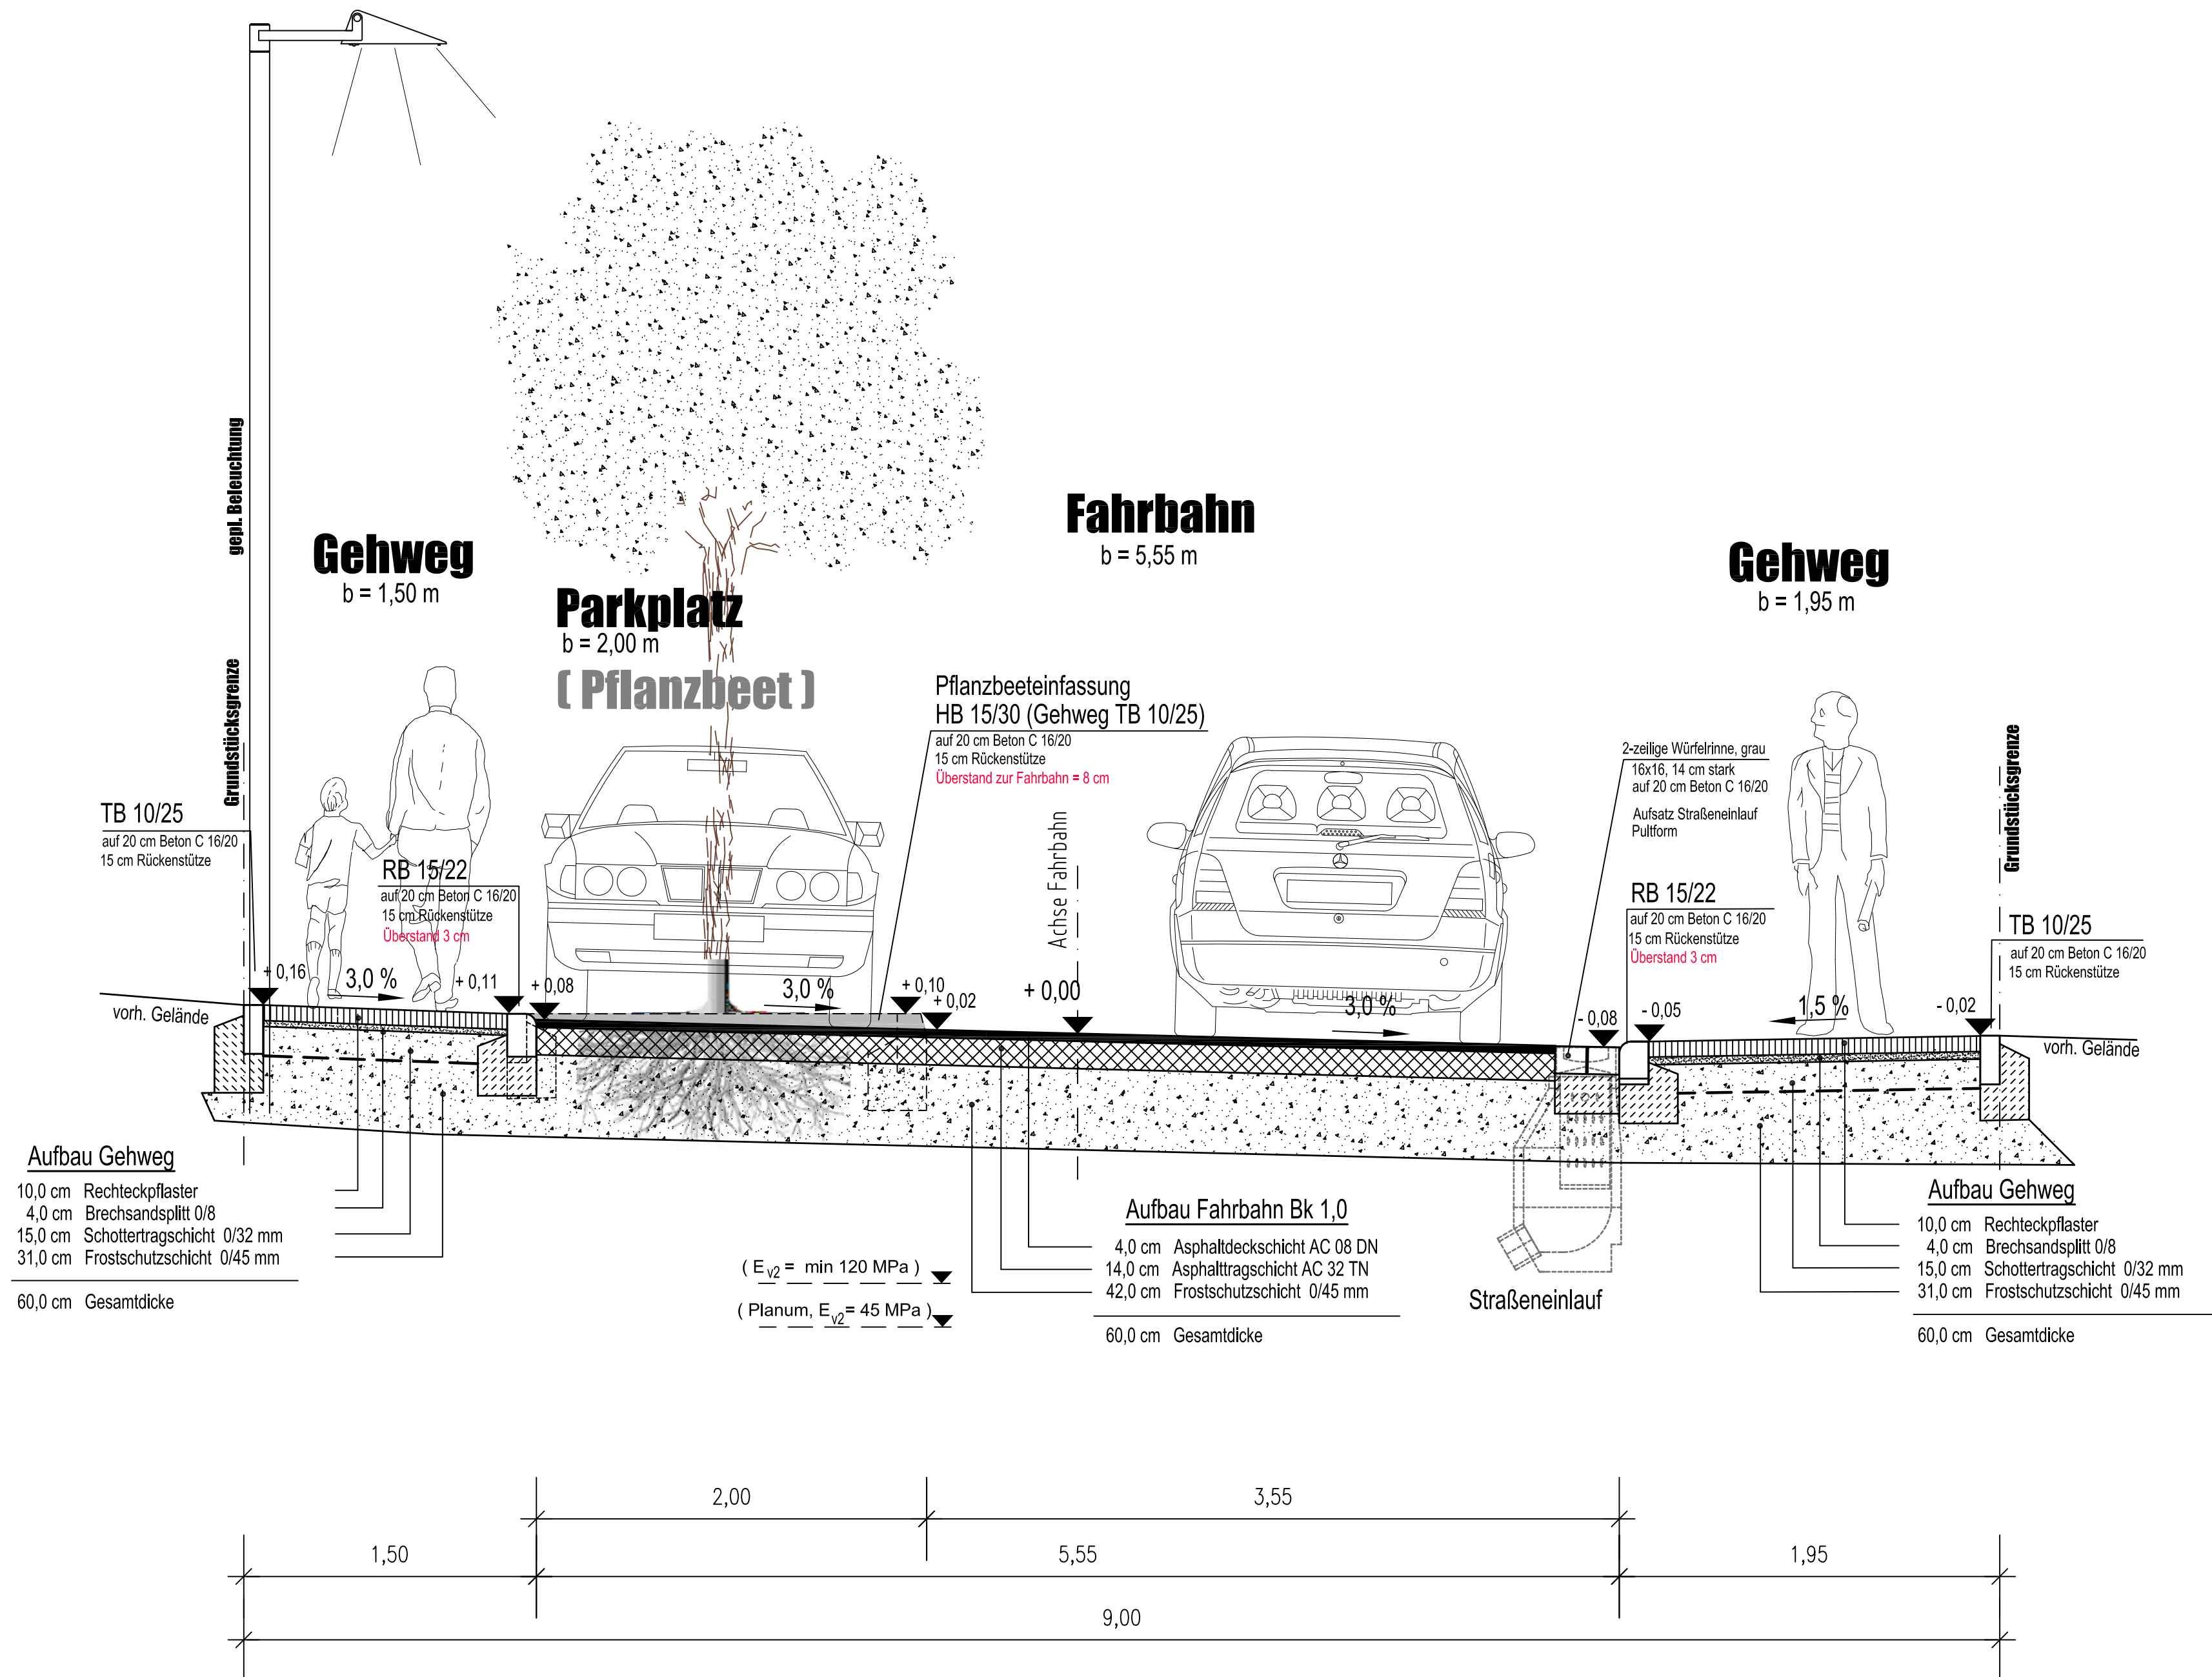 gepl. Beleuchtung
Grundstücksgrenze
Gehweg
b = 1,50 m
Parkplatz
b = 2,00 m
( Pflanzbeet )
Fahrbahn
b = 5,55 m
Gehweg
b = 1,95 m
Grundstücksgrenze
Pflanzbeeteinfassung
HB 15/30 (Gehweg TB 10/25)
auf 20 cm Beton C 16/20
15 cm Rückenstütze
Überstand zur Fahrbahn = 8 cm
2-zeilige Würfelrinne, grau
16x16, 14 cm stark
auf 20 cm Beton C 16/20
Aufsatz Straßeneinlauf
Pultform
TB 10/25
auf 20 cm Beton C 16/20
15 cm Rückenstütze
RB 15/22
auf 20 cm Beton C 16/20
15 cm Rückenstütze
Überstand 3 cm
Achse Fahrbahn
RB 15/22
auf 20 cm Beton C 16/20
15 cm Rückenstütze
Überstand 3 cm
TB 10/25
auf 20 cm Beton C 16/20
15 cm Rückenstütze
vorh. Gelände
+ 0,16
3,0 %
+ 0,11
+ 0,08
3,0 %
+ 0,10
+ 0,02
+ 0,00
3,0 %
- 0,08
- 0,05
1,5 %
- 0,02
vorh. Gelände
Aufbau Gehweg
10,0 cm Rechteckpflaster
4,0 cm Brechsandsplitt 0/8
15,0 cm Schottertragschicht 0/32 mm
31,0 cm Frostschutzschicht 0/45 mm
60,0 cm Gesamtdicke
( Ev2 = min 120 MPa )
( Planum, Ev2 = 45 MPa )
Aufbau Fahrbahn Bk 1,0
4,0 cm Asphaltdeckschicht AC 08 DN
14,0 cm Asphalttragschicht AC 32 TN
42,0 cm Frostschutzschicht 0/45 mm
60,0 cm Gesamtdicke
Straßeneinlauf
Aufbau Gehweg
10,0 cm Rechteckpflaster
4,0 cm Brechsandsplitt 0/8
15,0 cm Schottertragschicht 0/32 mm
31,0 cm Frostschutzschicht 0/45 mm
60,0 cm Gesamtdicke
2,00
3,55
1,50
5,55
1,95
9,00